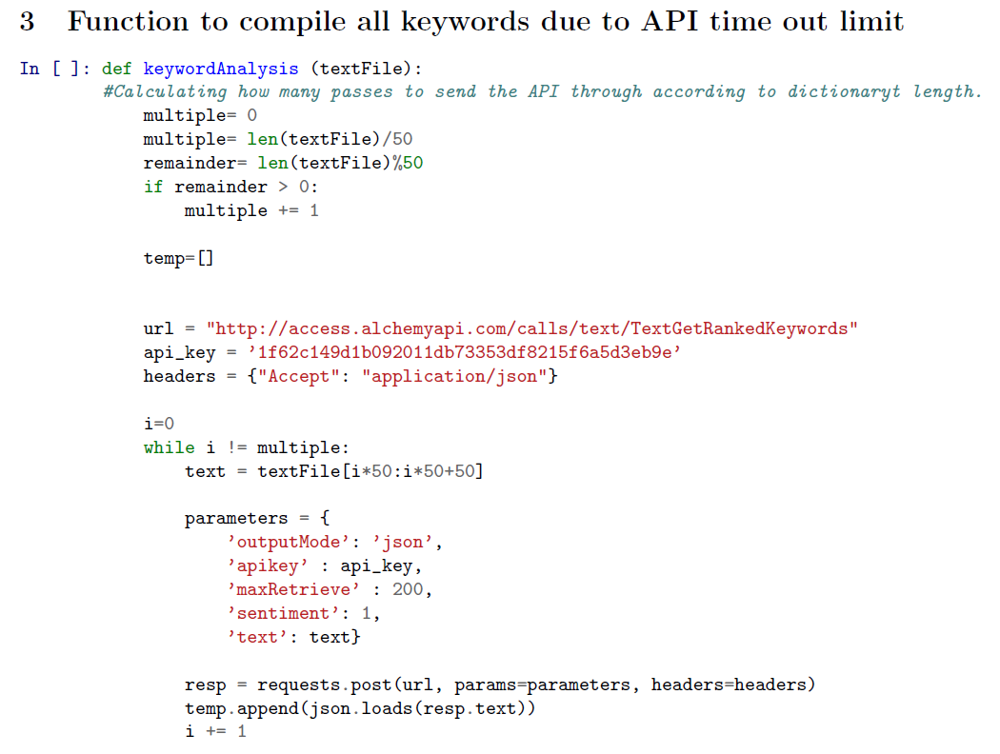 3 Function to compile all keywords due to API time out limit
In [ ]: def keywordAnalysis (textFile):
#Calculating how many passes to send the API through according to dictionaryt length.
multiple= 0
multiple= len(textFile)/50
remainder= len(textFile)%50
if remainder > 0:
multiple += 1
temp=[]
url = "http://access.alchemyapi.com/calls/text/TextGetRankedKeywords"
api_key = ’1f62c149d1b092011db73353df8215f6a5d3eb9e’
headers = {"Accept": "application/json"}
i=0
while i != multiple:
text = textFile[i*50:i*50+50]
parameters = {
’outputMode’: ’json’,
’apikey’ : api_key,
’maxRetrieve’ : 200,
’sentiment’: 1,
’text’: text}
resp = requests.post(url, params=parameters, headers=headers)
temp.append(json.loads(resp.text))
i += 1